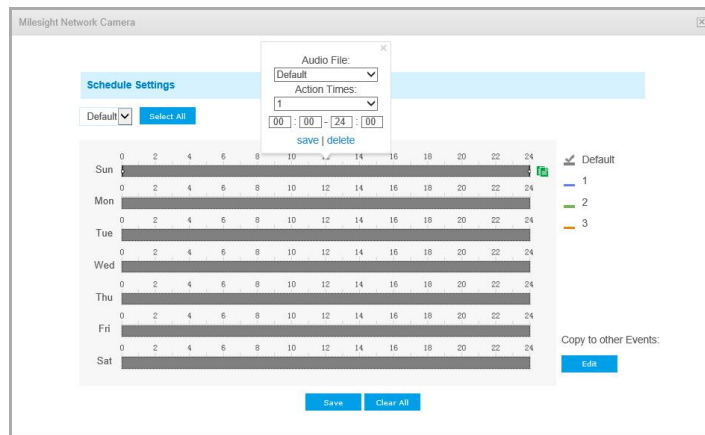 Milesight Network Camera
Audio File:
Default
Action Times:
1
00 : 00 - 24 : 00
save | delete
Schedule Settings
Default Select All
0 2 4 6 8 10 12 14 16 18 20 22 24
Sun
0 2 4 6 8 10 12 14 16 18 20 22 24
Mon
0 2 4 6 8 10 12 14 16 18 20 22 24
Tue
0 2 4 6 8 10 12 14 16 18 20 22 24
Wed
0 2 4 6 8 10 12 14 16 18 20 22 24
Thu
0 2 4 6 8 10 12 14 16 18 20 22 24
Fri
0 2 4 6 8 10 12 14 16 18 20 22 24
Sat
Default
1
2
3
Copy to other Events:
Edit
Save Clear All